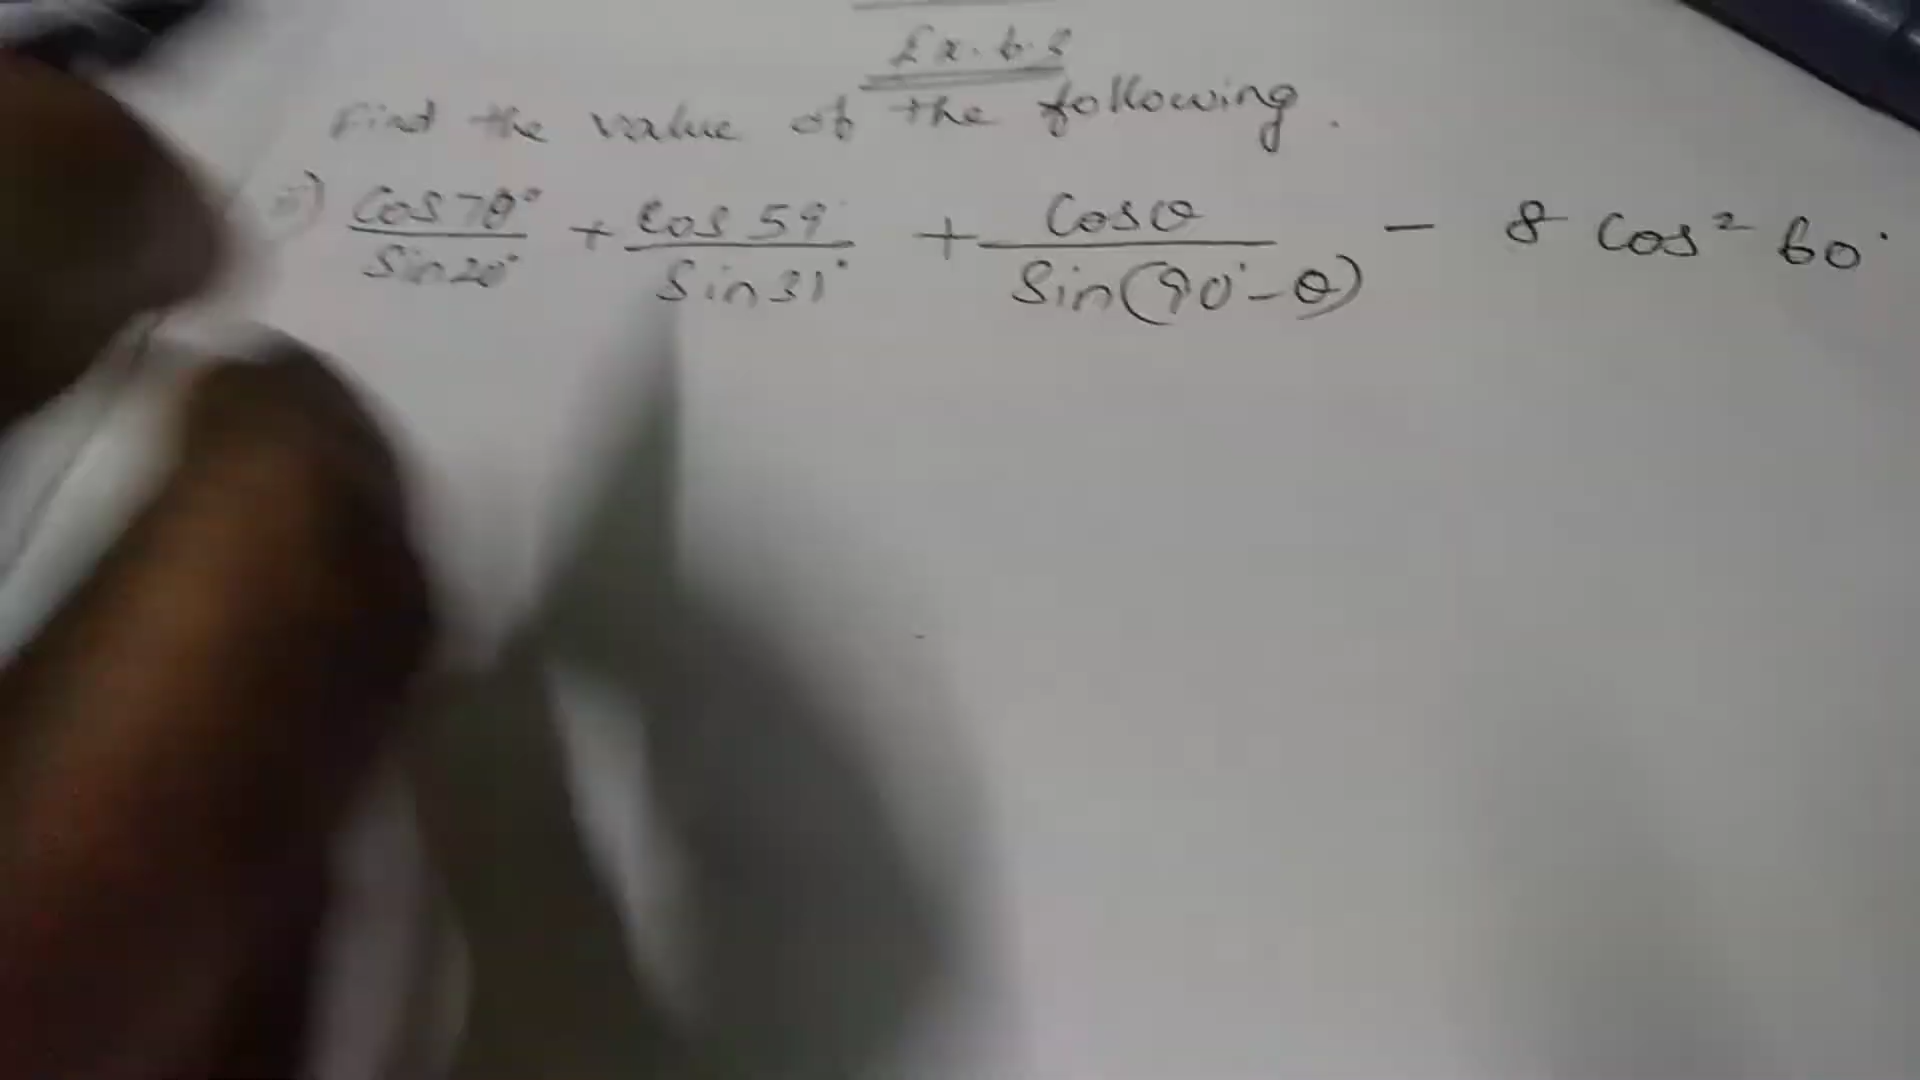 Ex. 6.3
Find the value of the following.
cos 70° + cos 59° + cos θ - 8 cos² 60°
sin 20° sin 31° sin(90° - θ)